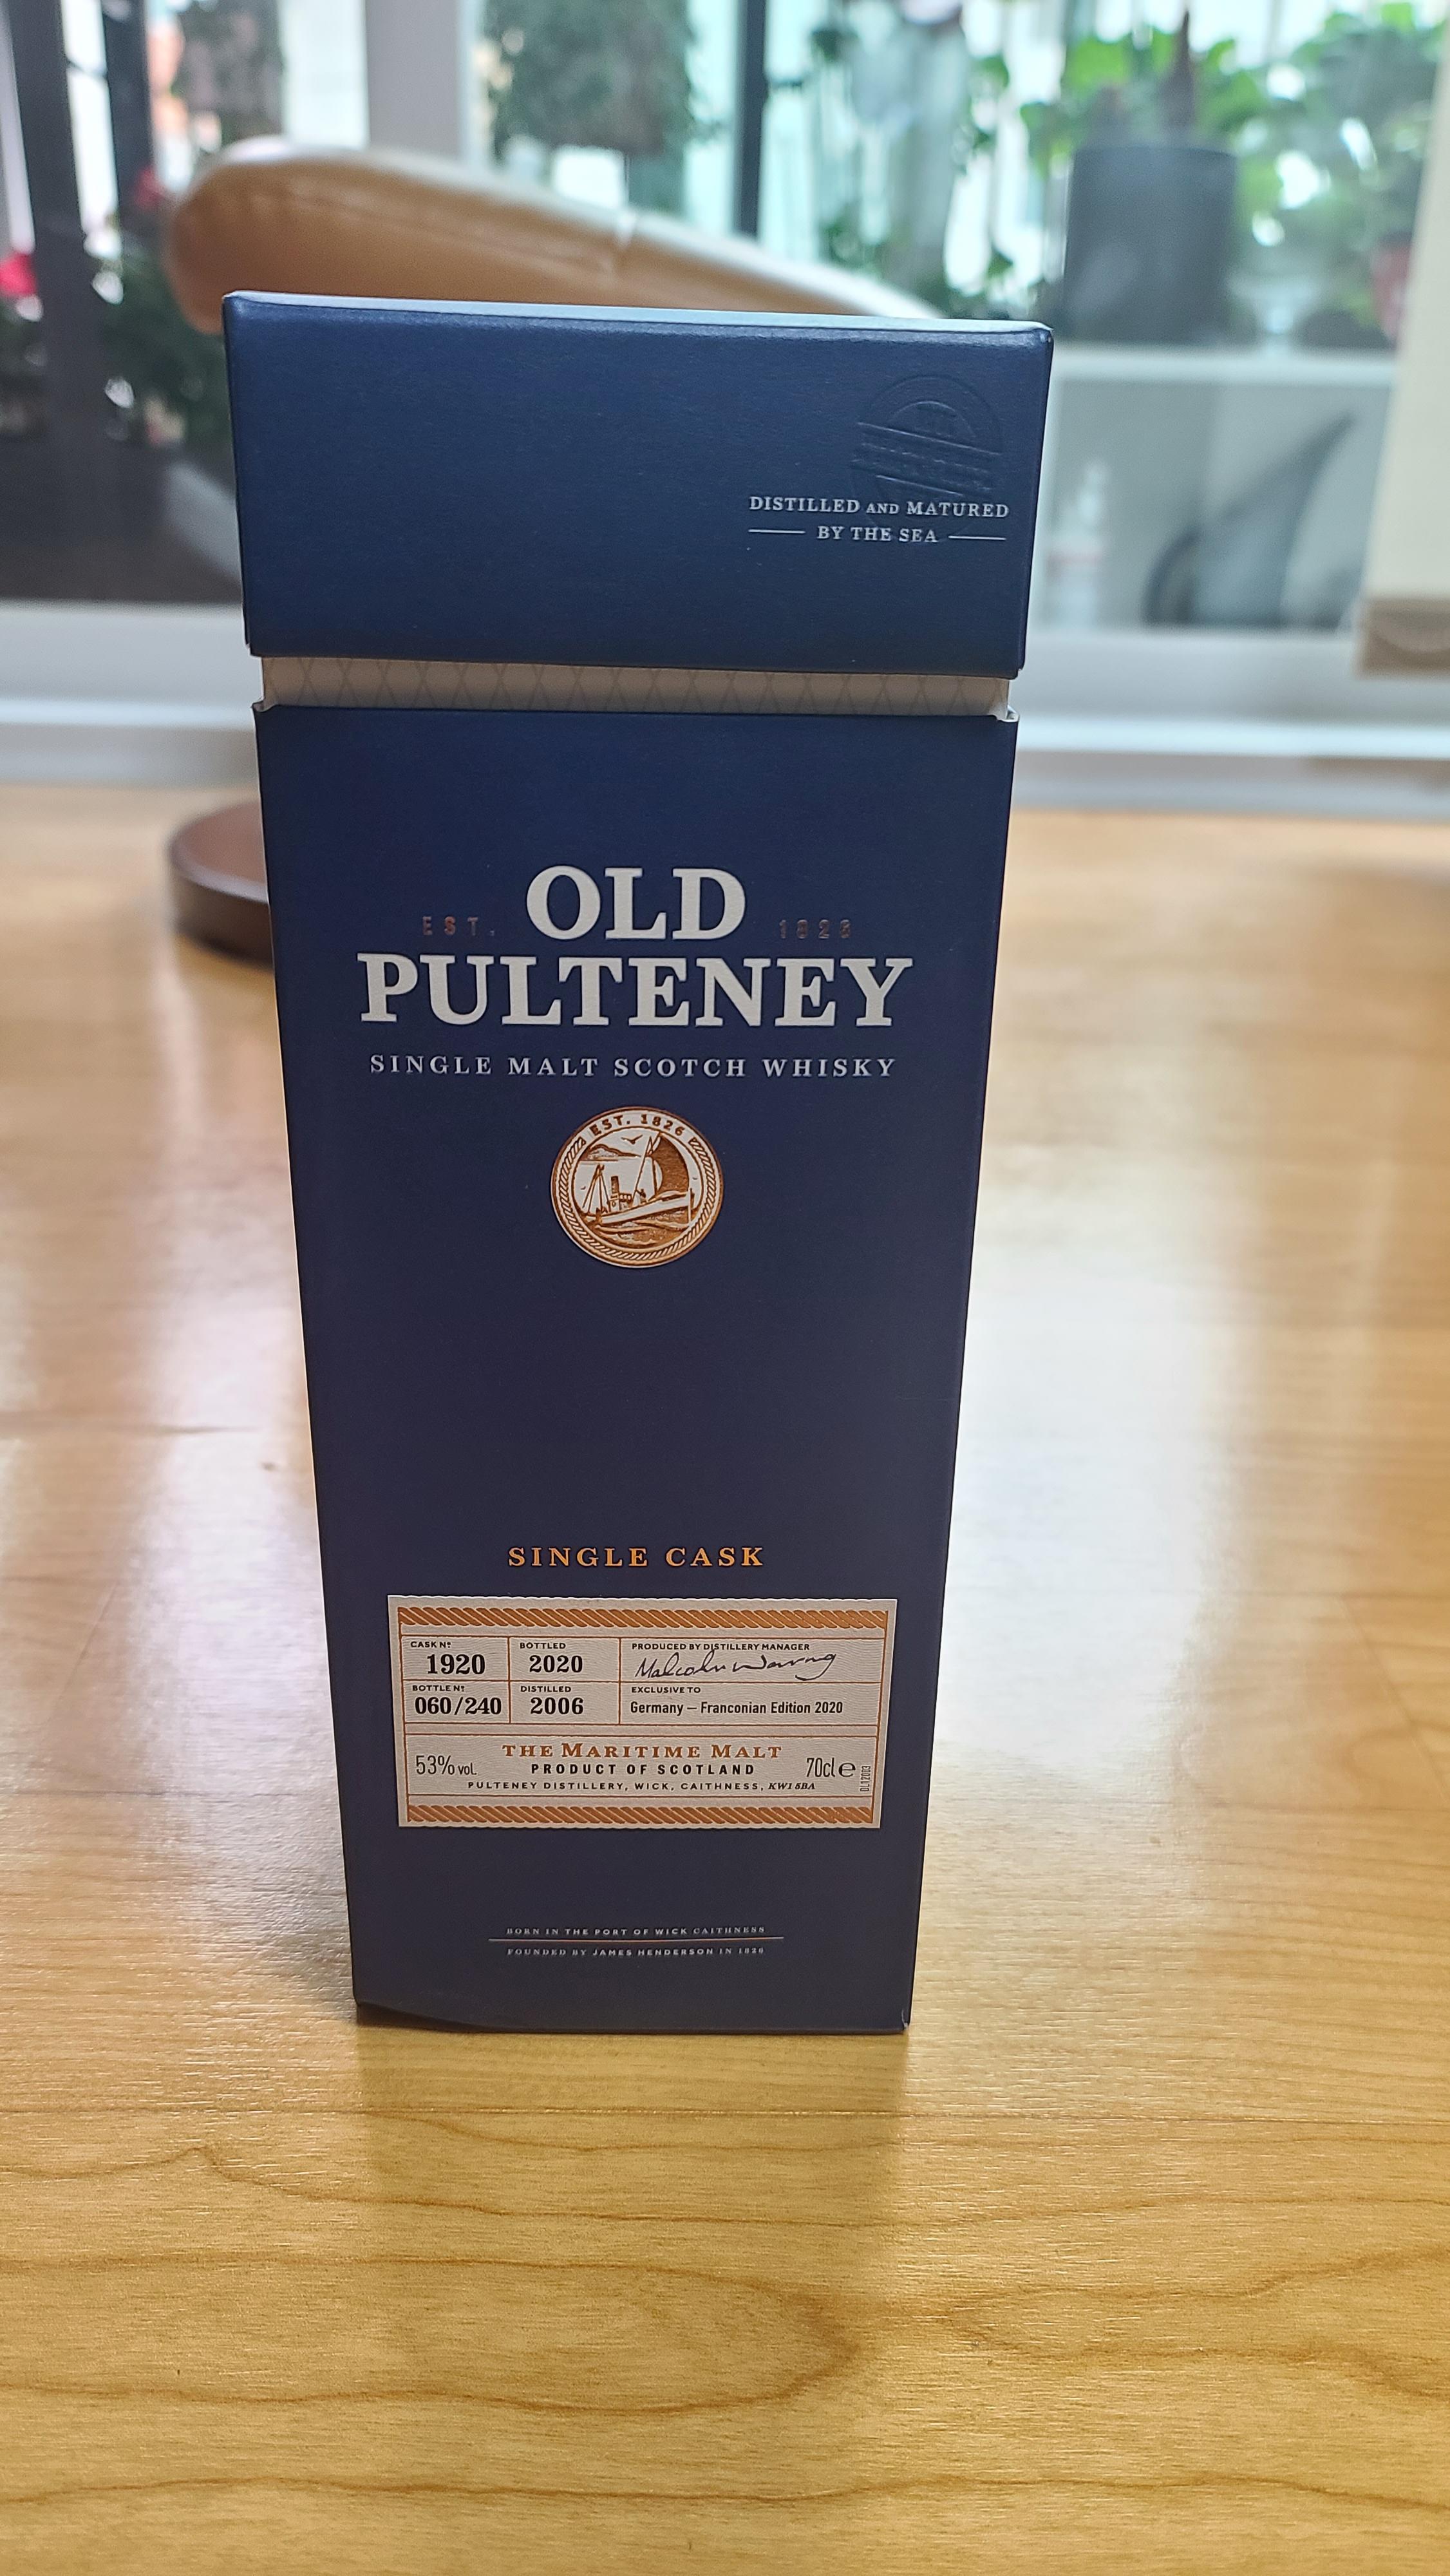 DISTILLED AND MATURED
BY THE SEA
EST. OLD 1826
PULTENEY
SINGLE MALT SCOTCH WHISKY
EST. 1826
SINGLE CASK
CASK Nº BOTTLED PRODUCED BY DISTILLERY MANAGER
1920 2020 Malcolm Waring
BOTTLE Nº DISTILLED EXCLUSIVE TO
060/240 2006 Germany – Franconian Edition 2020
THE MARITIME MALT
53% vol. PRODUCT OF SCOTLAND 70cl e
PULTENEY DISTILLERY, WICK, CAITHNESS, KW1 5BA
BORN IN THE PORT OF WICK CAITHNESS
FOUNDED BY JAMES HENDERSON IN 1826